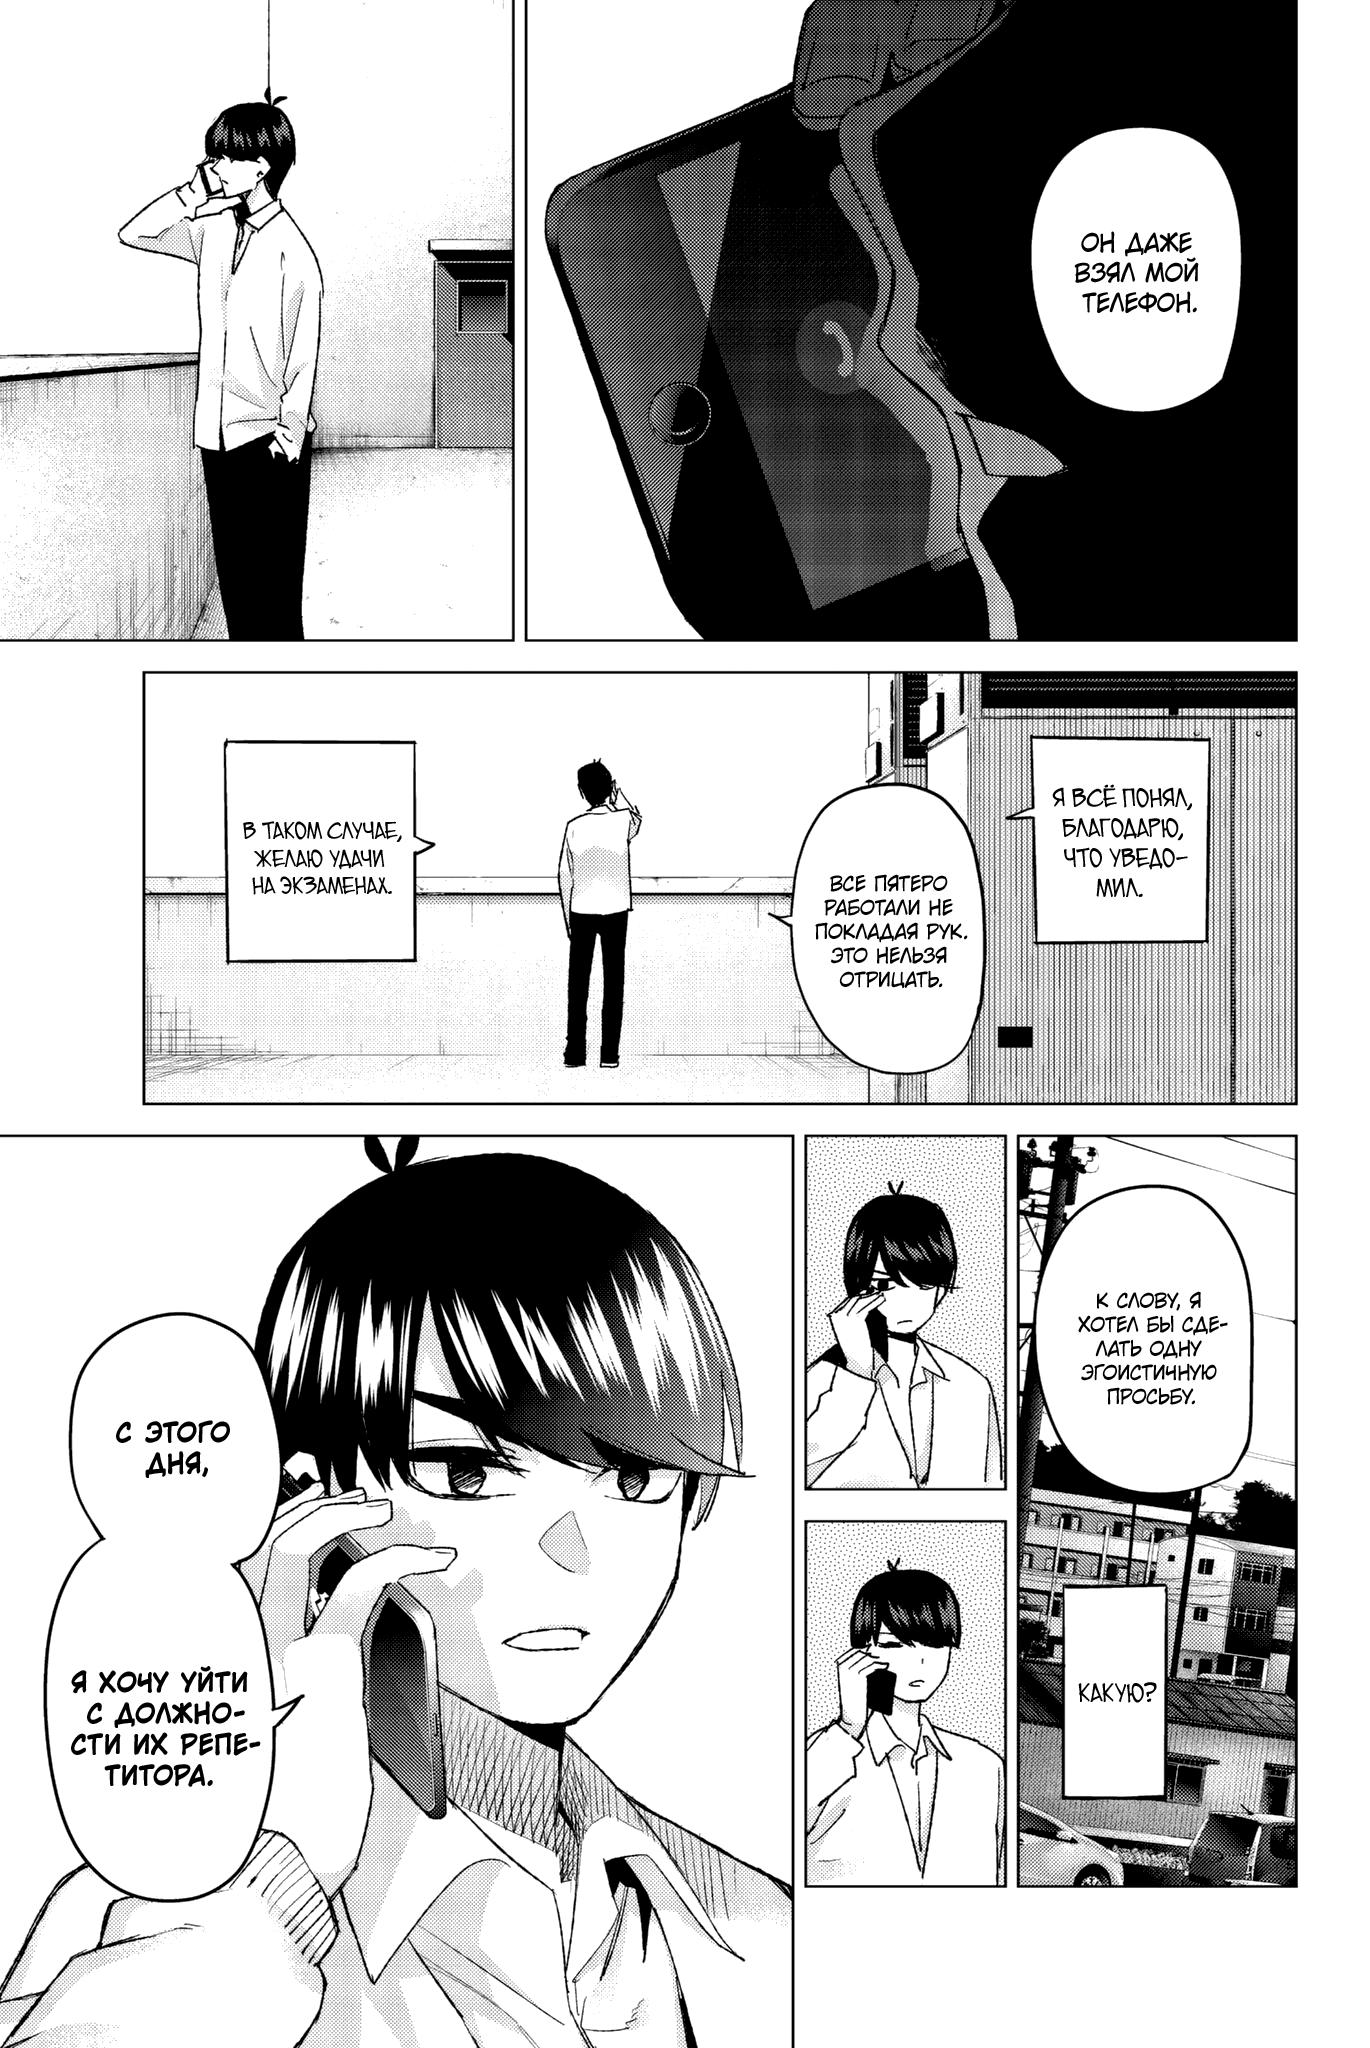 ОН ДАЖЕ
ВЗЯЛ МОЙ
ТЕЛЕФОН.
Я ВСЁ ПОНЯЛ,
БЛАГОДАРЮ,
ЧТО УВЕДО-
МИЛ.
ВСЕ ПЯТЕРО
РАБОТАЛИ НЕ
ПОКЛАДАЯ РУК.
ЭТО НЕЛЬЗЯ
ОТРИЦАТЬ.
В ТАКОМ СЛУЧАЕ,
ЖЕЛАЮ УДАЧИ
НА ЭКЗАМЕНАХ.
К СЛОВУ, Я
ХОТЕЛ БЫ СДЕ-
ЛАТЬ ОДНУ
ЭГОИСТИЧНУЮ
ПРОСЬБУ.
КАКУЮ?
С ЭТОГО
ДНЯ,
Я ХОЧУ УЙТИ
С ДОЛЖНО-
СТИ ИХ РЕПЕ-
ТИТОРА.